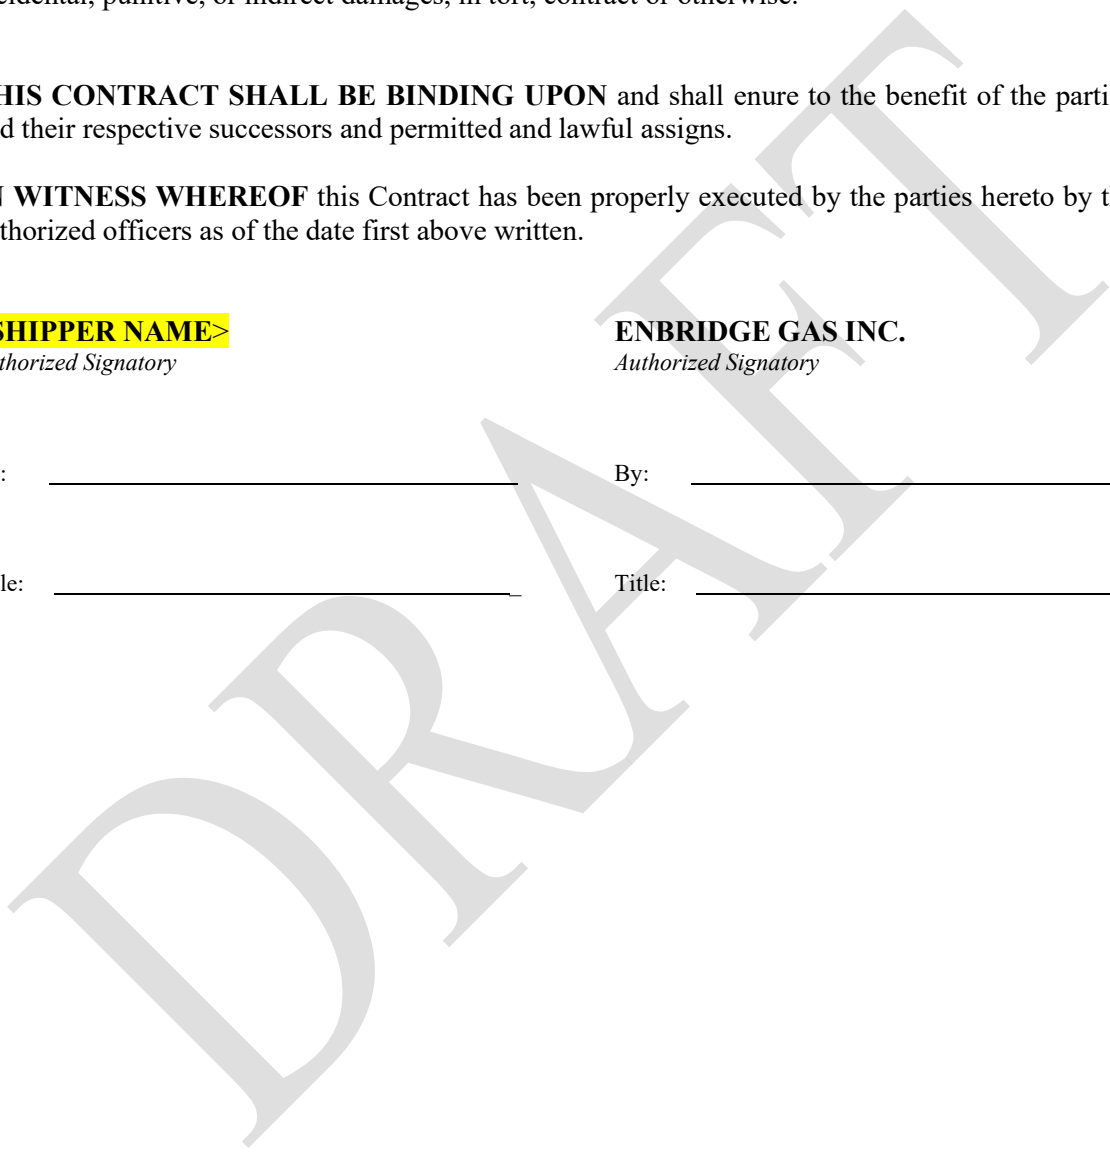 cidental, punitive, or indirect damages, in tort, contract or otherwise.
HIS CONTRACT SHALL BE BINDING UPON and shall enure to the benefit of the parti
d their respective successors and permitted and lawful assigns.
WITNESS WHEREOF this Contract has been properly executed by the parties hereto by t
thorized officers as of the date first above written.
SHIPPER NAME>
thorized Signatory
ENBRIDGE GAS INC.
Authorized Signatory
:
By:
le:
Title:
DRAFT